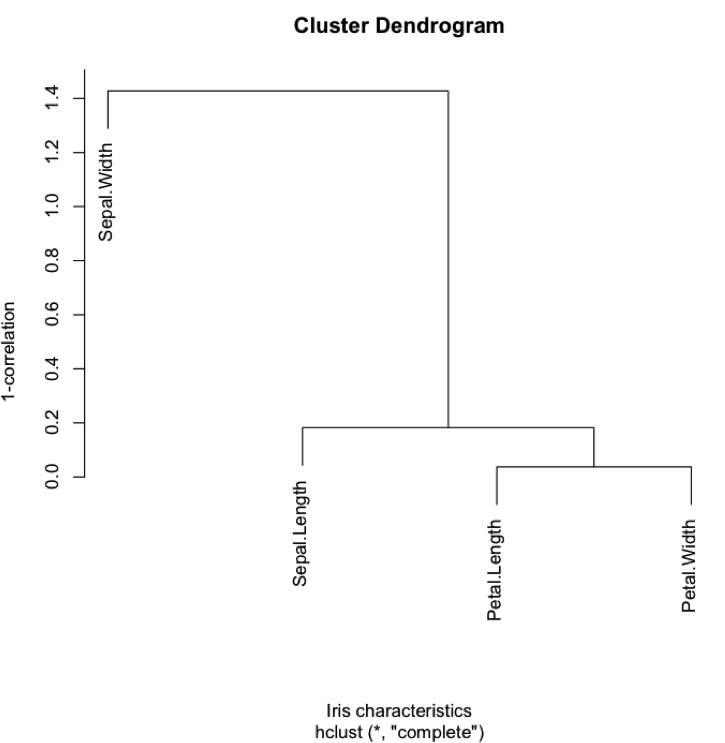 Cluster Dendrogram
1-correlation
1.4
1.2
1.0
0.8
0.6
0.4
0.2
0.0
Sepal.Width
Sepal.Length
Petal.Length
Petal.Width
Iris characteristics
hclust (*, "complete")